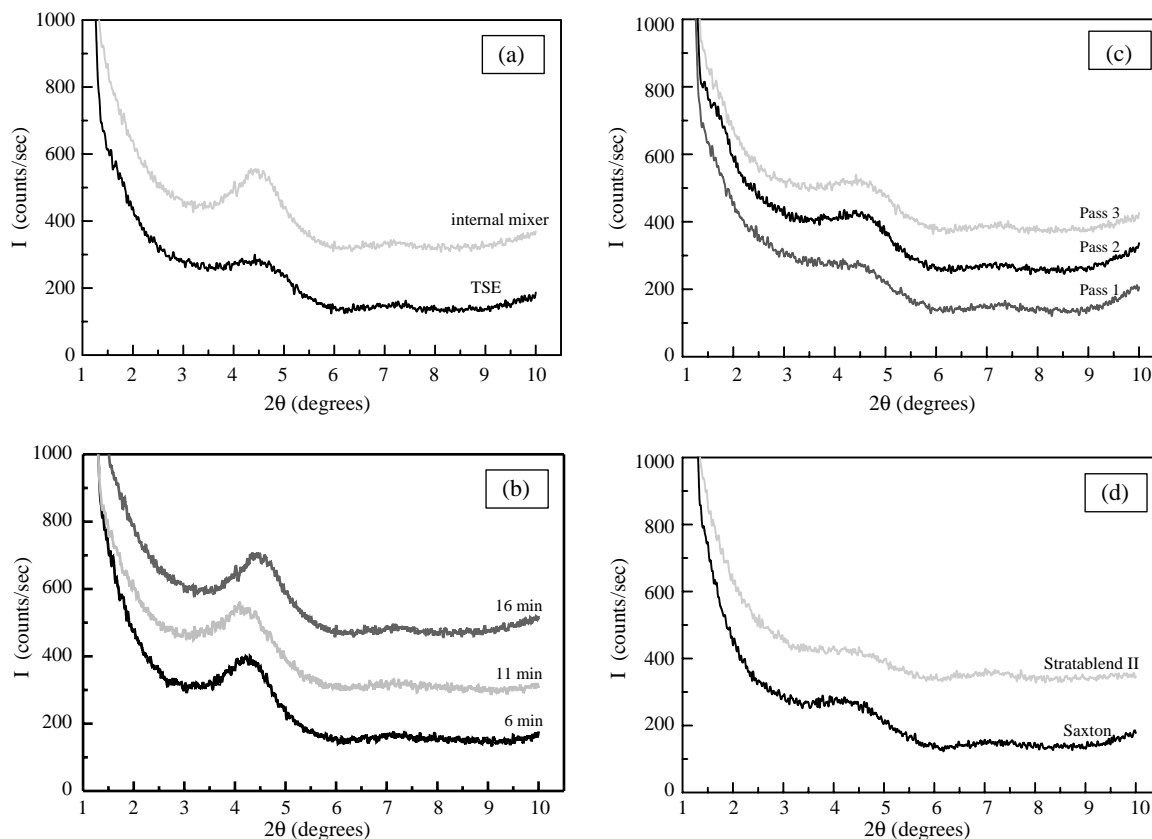 1000
800
600
400
200
0
I (counts/sec)
(a)
internal mixer
TSE
1 2 3 4 5 6 7 8 9 10
2θ (degrees)
1000
800
600
400
200
0
I (counts/sec)
(c)
Pass 3
Pass 2
Pass 1
1 2 3 4 5 6 7 8 9 10
2θ (degrees)
1000
800
600
400
200
0
I (counts/sec)
(b)
16 min
11 min
6 min
1 2 3 4 5 6 7 8 9 10
2θ (degrees)
1000
800
600
400
200
0
I (counts/sec)
(d)
Stratablend II
Saxton
1 2 3 4 5 6 7 8 9 10
2θ (degrees)